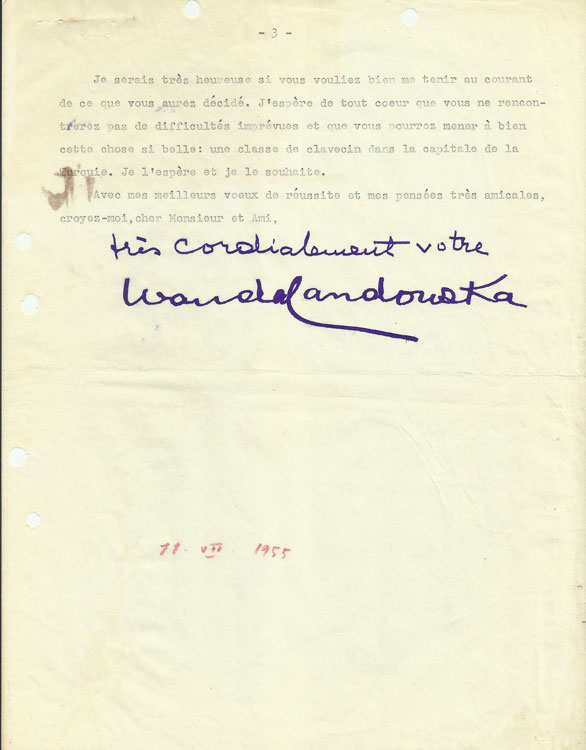 - 3 -
Je serais très heureuse si vous vouliez bien me tenir au courant
de ce que vous aurez décidé. J'espère de tout coeur que vous ne rencon-
trerez pas de difficultés imprévues et que vous pourrez mener à bien
cette chose si belle: une classe de clavecin dans la capitale de la
Turquie. Je l'espère et je le souhaite.
Avec mes meilleurs voeux de réussite et mes pensées très amicales,
croyez-moi,cher Monsieur et Ami,
très cordialement votre
Wanda Landowska
11. VII. 1955